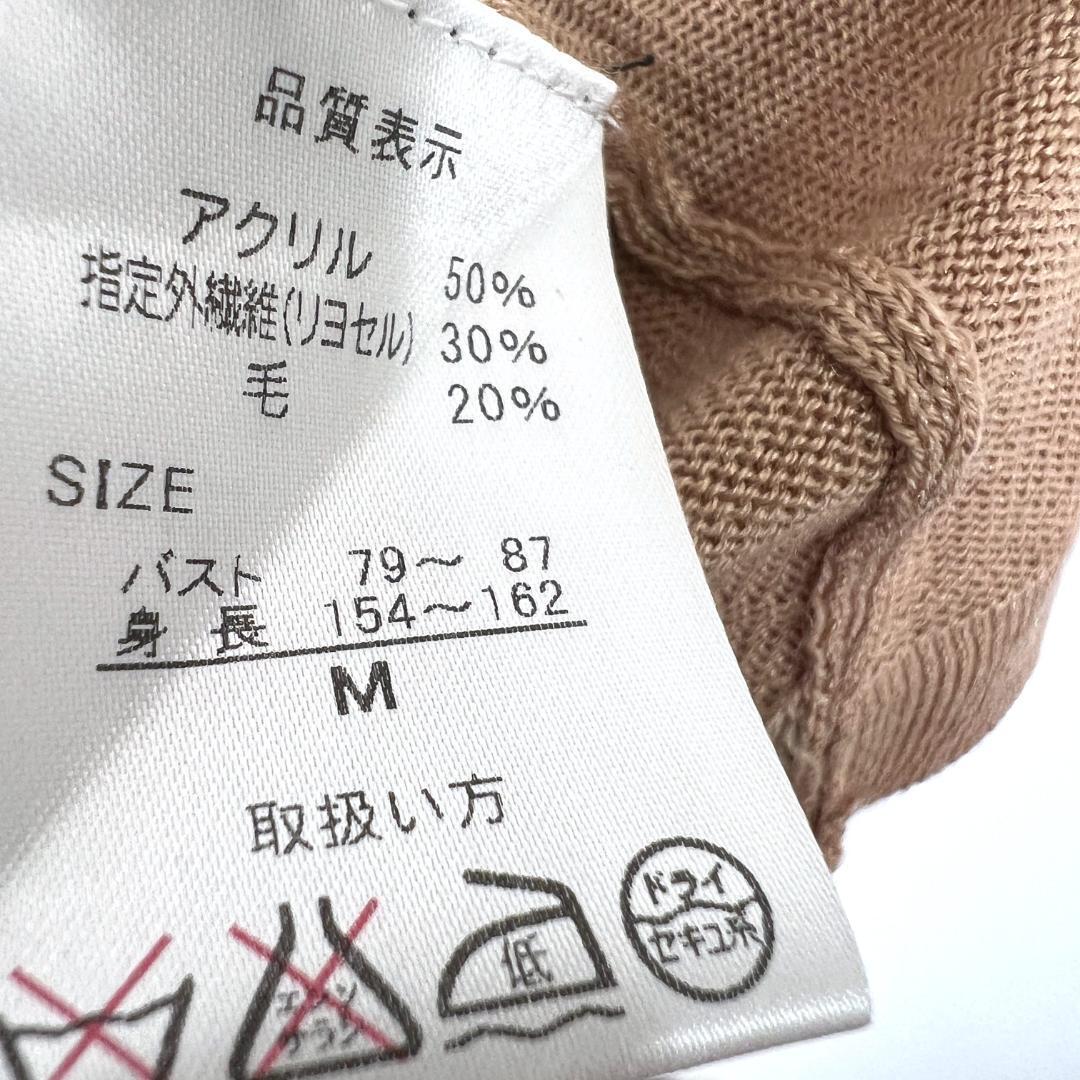 品質表示
アクリル 50%
指定外繊維(リヨセル) 30%
毛 20%
SIZE
バスト 79～ 87
身 長 154～162
M
取扱い方
エンソ
サラシ
低
ドライ
セキユ系